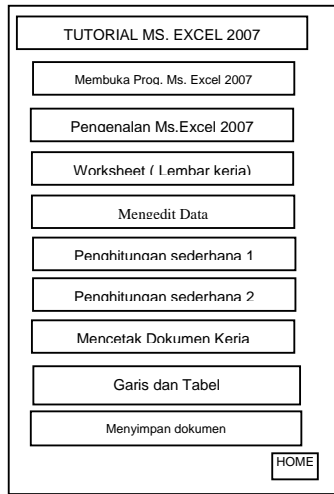 TUTORIAL MS. EXCEL 2007
Membuka Prog. Ms. Excel 2007
Pengenalan Ms.Excel 2007
Worksheet ( Lembar kerja)
Mengedit Data
Penghitungan sederhana 1
Penghitungan sederhana 2
Mencetak Dokumen Kerja
Garis dan Tabel
Menyimpan dokumen
HOME